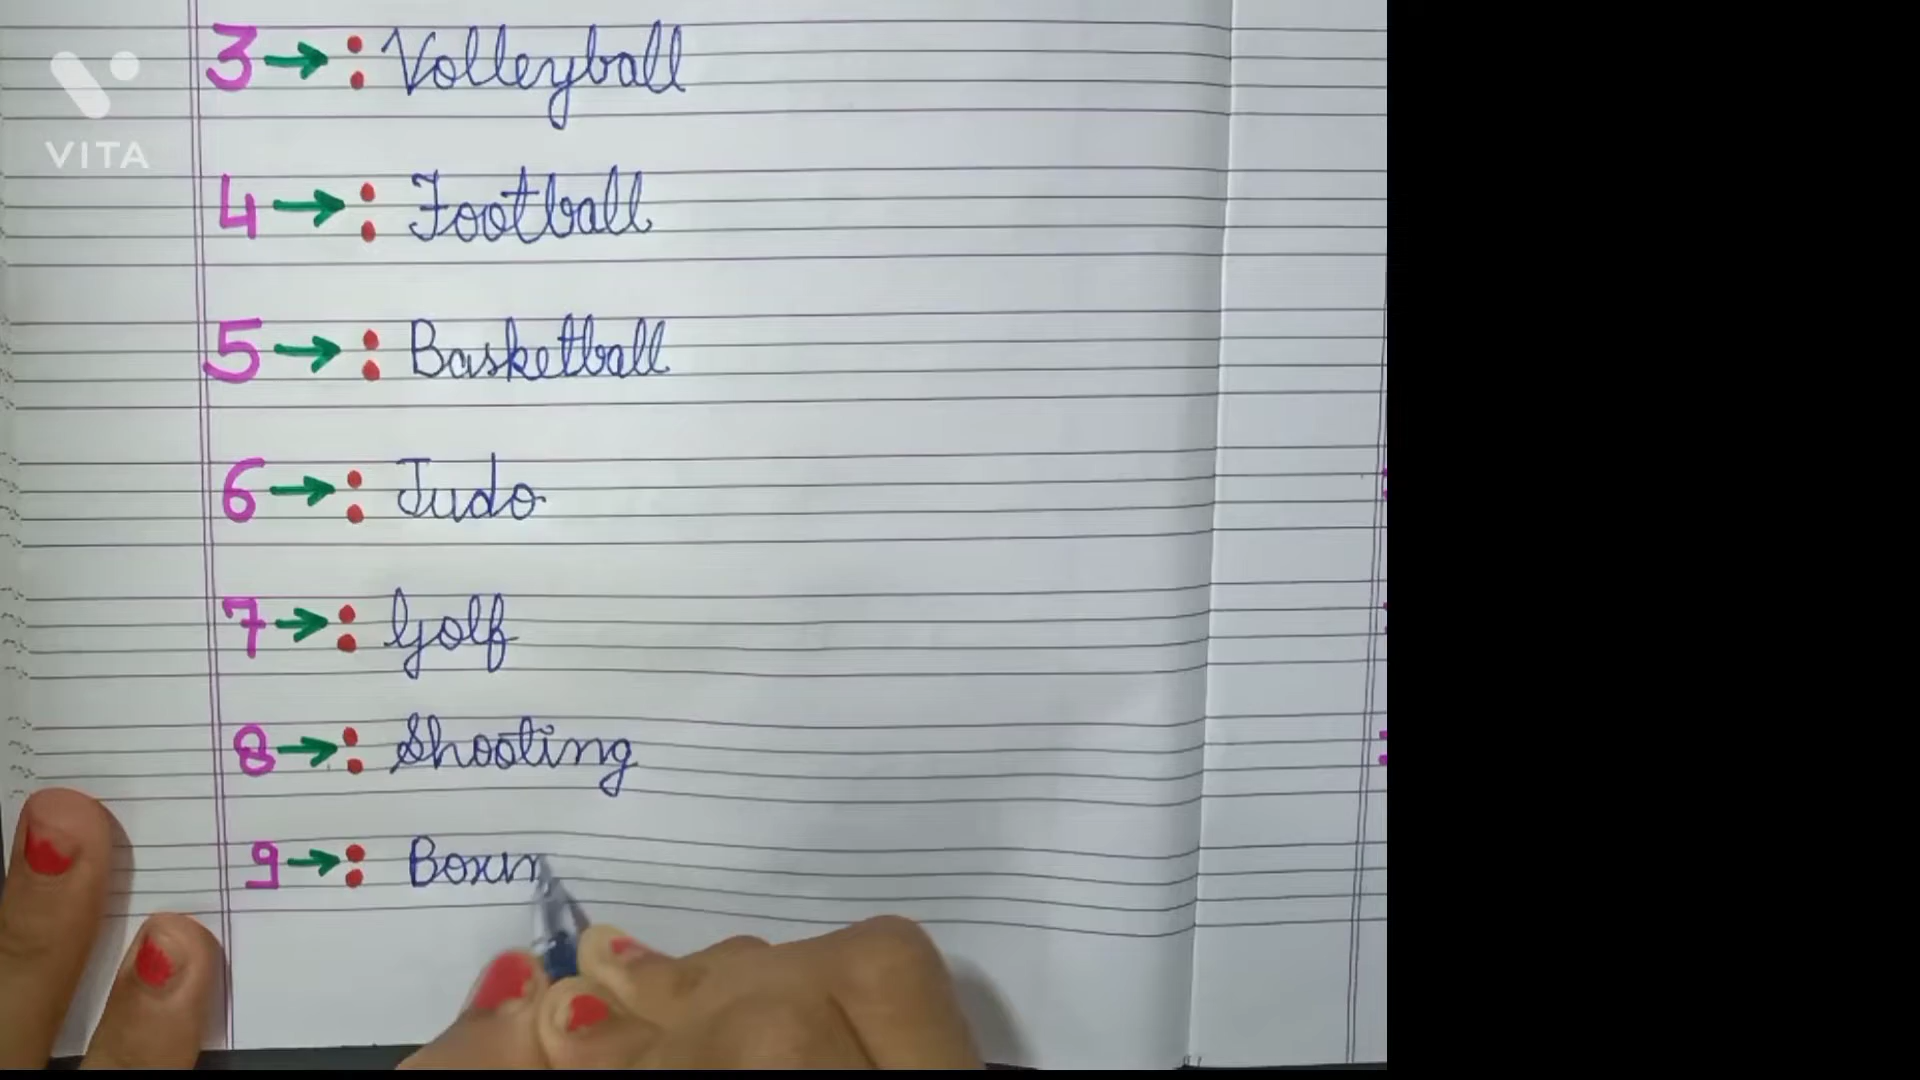 VITA
3→: Volleyball
4→: Football
5→: Basketball
6→: Judo
7→: Golf
8→: Shooting
9→: Boxin